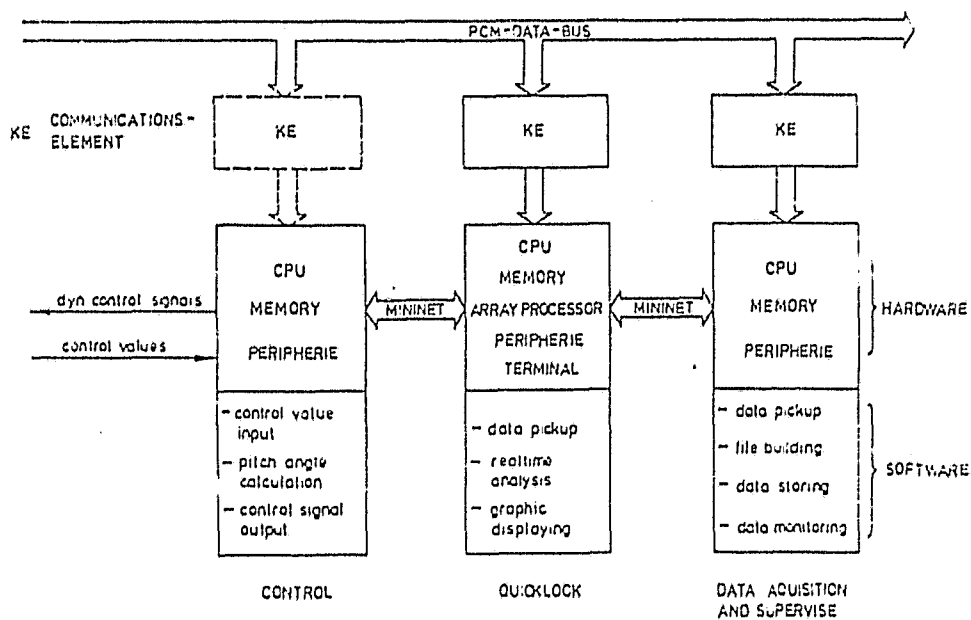 PCM-DATA-BUS
KE COMMUNICATIONS-
ELEMENT
KE
KE
KE
CPU
MEMORY
PERIPHERIE
dyn control signals
control values
MININET
CPU
MEMORY
ARRAY PROCESSOR
PERIPHERIE
TERMINAL
MININET
CPU
MEMORY
PERIPHERIE
HARDWARE
- control value
input
- pitch angle
calculation
- control signal
output
- data pickup
- realtime
analysis
- graphic
displaying
- data pickup
- file building
- data storing
- data monitoring
SOFTWARE
CONTROL
QUICKLOCK
DATA AQUISITION
AND SUPERVISE